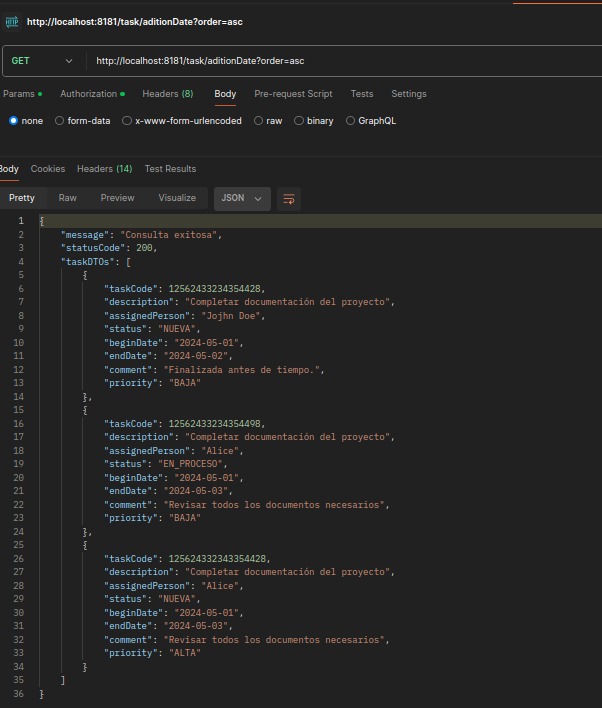 HTTP http://localhost:8181/task/aditionDate?order=asc
GET http://localhost:8181/task/aditionDate?order=asc
Params Authorization Headers (8) Body Pre-request Script Tests Settings
none form-data x-www-form-urlencoded raw binary GraphQL
Body Cookies Headers (14) Test Results
Pretty Raw Preview Visualize JSON
1 {
2 "message": "Consulta exitosa",
3 "statusCode": 200,
4 "taskDTOs": [
5 {
6 "taskCode": 12562433234354428,
7 "description": "Completar documentación del proyecto",
8 "assignedPerson": "Jojhn Doe",
9 "status": "NUEVA",
10 "beginDate": "2024-05-01",
11 "endDate": "2024-05-02",
12 "comment": "Finalizada antes de tiempo.",
13 "priority": "BAJA"
14 },
15 {
16 "taskCode": 12562433234354498,
17 "description": "Completar documentación del proyecto",
18 "assignedPerson": "Alice",
19 "status": "EN_PROCESO",
20 "beginDate": "2024-05-01",
21 "endDate": "2024-05-03",
22 "comment": "Revisar todos los documentos necesarios",
23 "priority": "BAJA"
24 },
25 {
26 "taskCode": 125624332343354428,
27 "description": "Completar documentación del proyecto",
28 "assignedPerson": "Alice",
29 "status": "NUEVA",
30 "beginDate": "2024-05-01",
31 "endDate": "2024-05-03",
32 "comment": "Revisar todos los documentos necesarios",
33 "priority": "ALTA"
34 }
35 ]
36 }